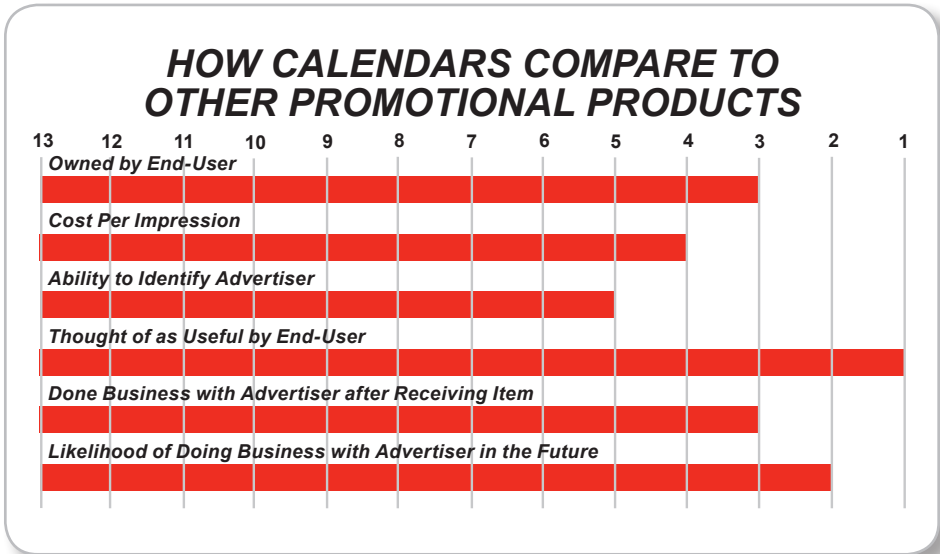 HOW CALENDARS COMPARE TO
OTHER PROMOTIONAL PRODUCTS
13 12 11 10 9 8 7 6 5 4 3 2 1
Owned by End-User
Cost Per Impression
Ability to Identify Advertiser
Thought of as Useful by End-User
Done Business with Advertiser after Receiving Item
Likelihood of Doing Business with Advertiser in the Future